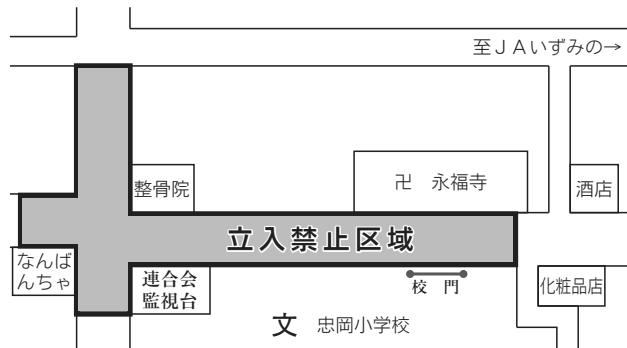 至JAいずみの→
整骨院
卍 永福寺
酒店
立入禁止区域
なんば
んちゃ
連合会
監視台
校 門
化粧品店
文 忠岡小学校